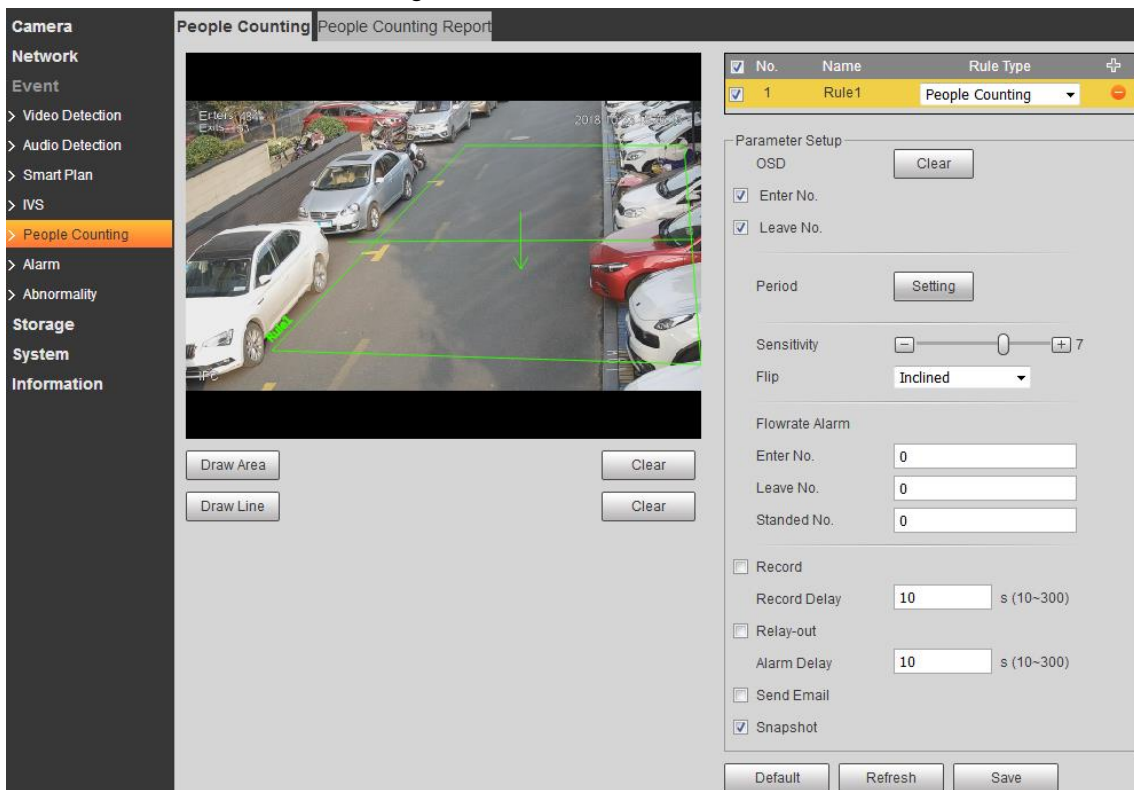 Camera
Network
Event
> Video Detection
> Audio Detection
> Smart Plan
> IVS
> People Counting
> Alarm
> Abnormality
Storage
System
Information
People Counting People Counting Report
Rule1
IPC
Draw Area Clear
Draw Line Clear
No. Name Rule Type
1 Rule1 People Counting
Parameter Setup
OSD Clear
Enter No.
Leave No.
Period Setting
Sensitivity 7
Flip Inclined
Flowrate Alarm
Enter No. 0
Leave No. 0
Standed No. 0
Record
Record Delay 10 s (10~300)
Relay-out
Alarm Delay 10 s (10~300)
Send Email
Snapshot
Default Refresh Save